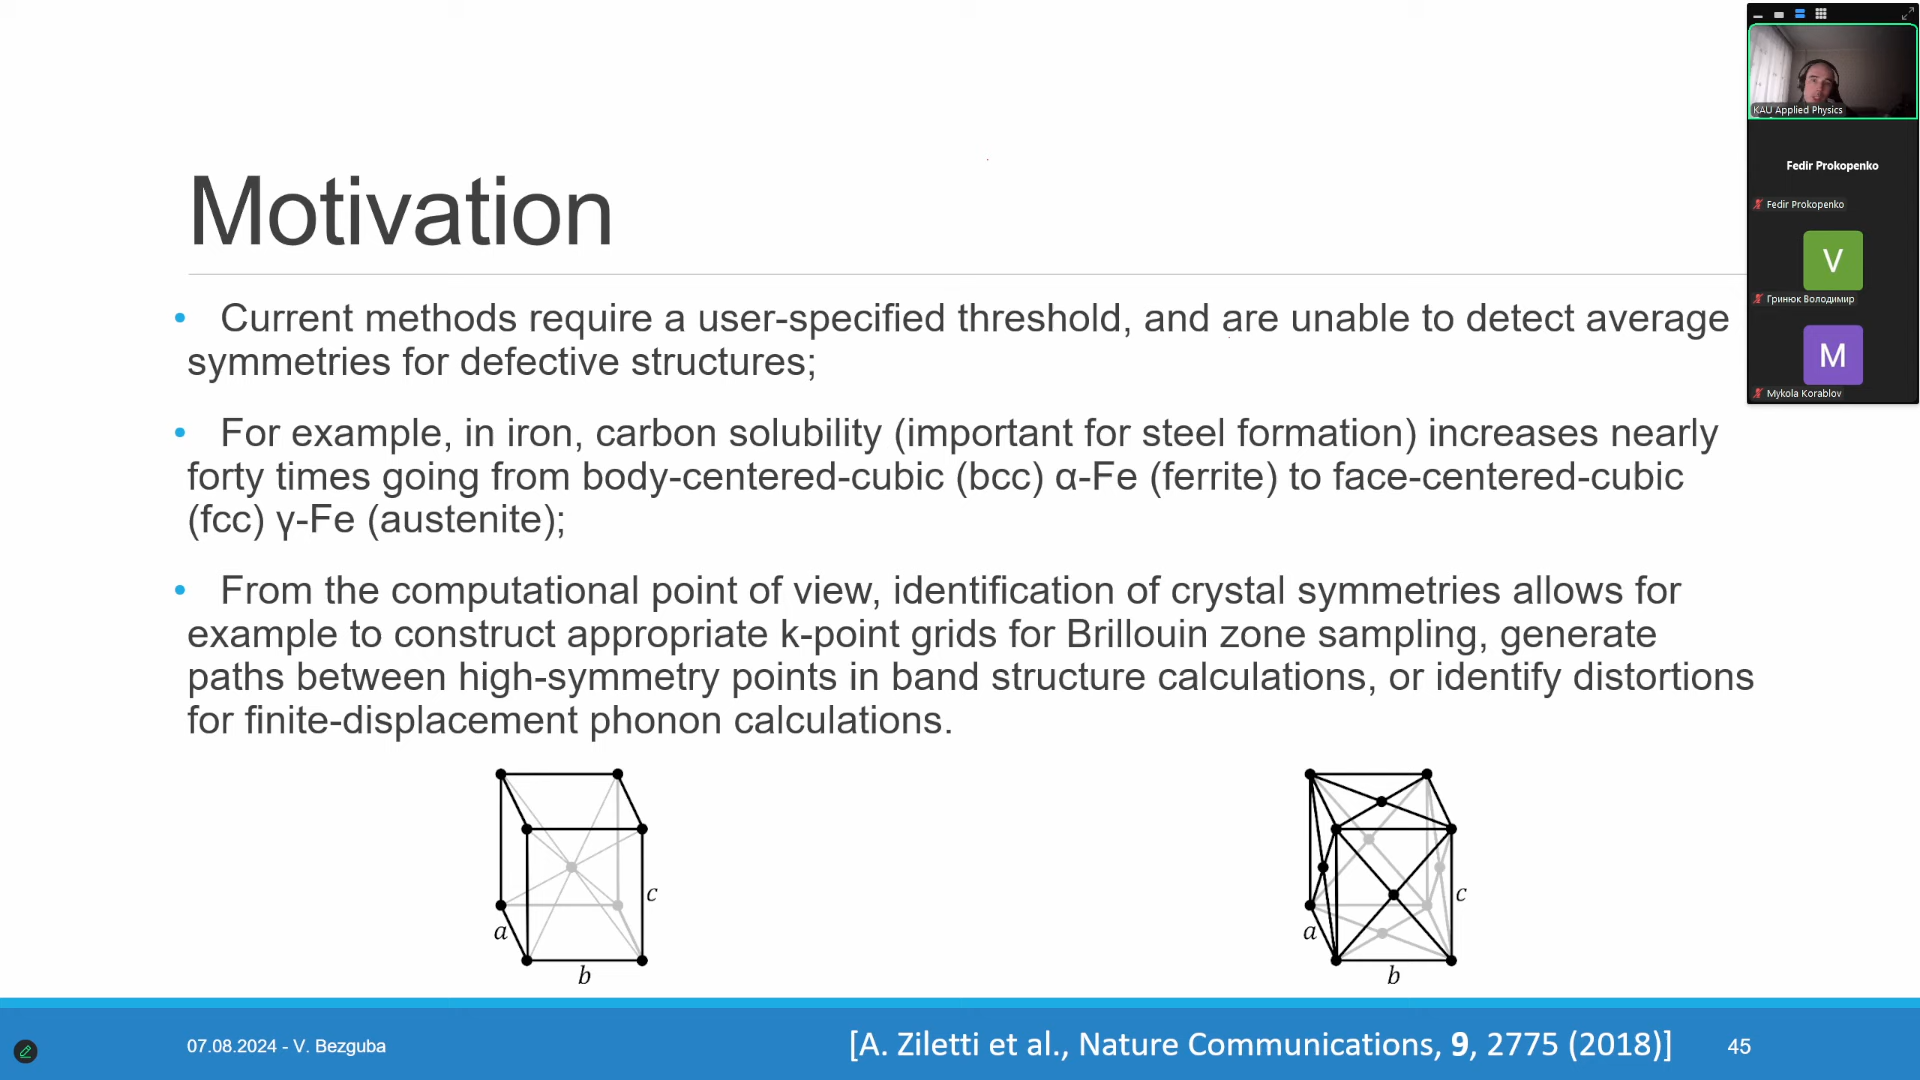 Motivation
• Current methods require a user-specified threshold, and are unable to detect average
symmetries for defective structures;
• For example, in iron, carbon solubility (important for steel formation) increases nearly
forty times going from body-centered-cubic (bcc) α-Fe (ferrite) to face-centered-cubic
(fcc) γ-Fe (austenite);
• From the computational point of view, identification of crystal symmetries allows for
example to construct appropriate k-point grids for Brillouin zone sampling, generate
paths between high-symmetry points in band structure calculations, or identify distortions
for finite-displacement phonon calculations.
a
b
c
a
b
c
07.08.2024 - V. Bezguba
[A. Ziletti et al., Nature Communications, 9, 2775 (2018)]
45
KAU Applied Physics
Fedir Prokopenko
Fedir Prokopenko
V
Гринюк Володимир
M
Mykola Korablov